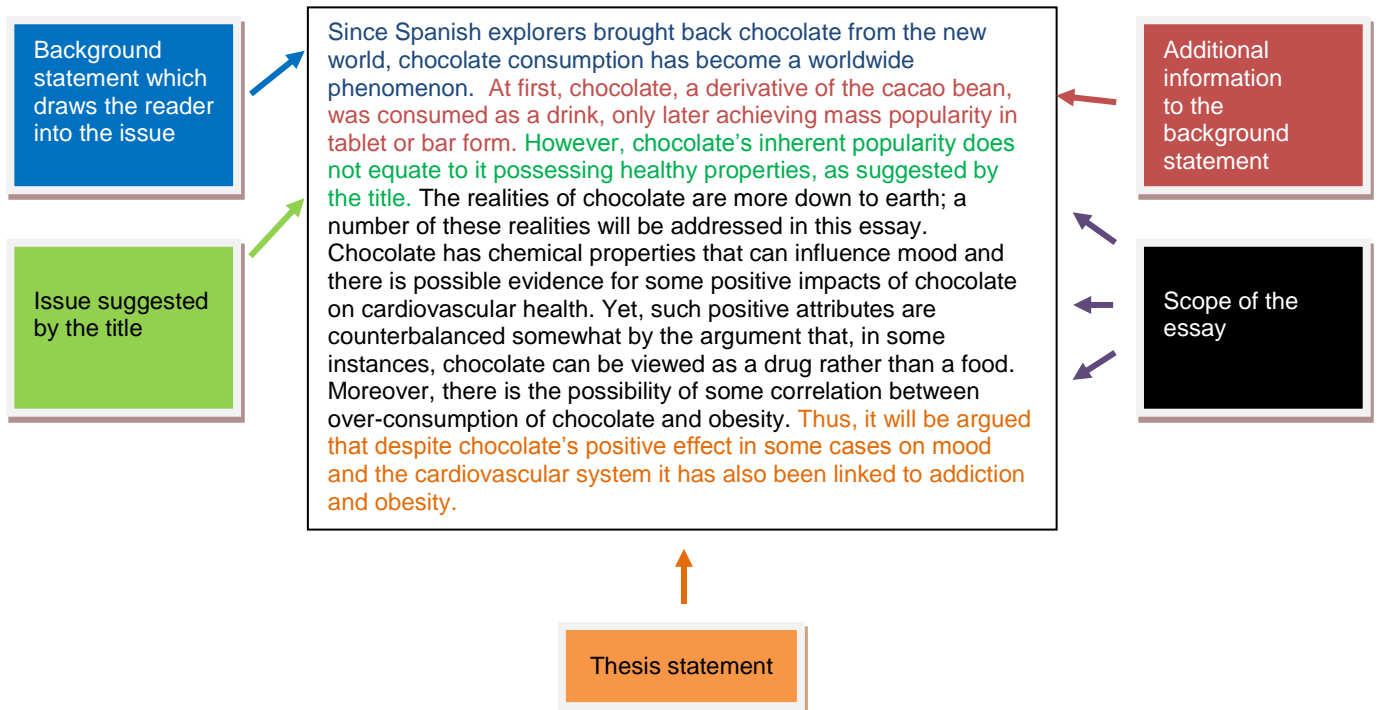 Background
statement which
draws the reader
into the issue
Since Spanish explorers brought back chocolate from the new
world, chocolate consumption has become a worldwide
phenomenon.  At first, chocolate, a derivative of the cacao bean,
was consumed as a drink, only later achieving mass popularity in
tablet or bar form. However, chocolate’s inherent popularity does
not equate to it possessing healthy properties, as suggested by
the title. The realities of chocolate are more down to earth; a
number of these realities will be addressed in this essay.
Chocolate has chemical properties that can influence mood and
there is possible evidence for some positive impacts of chocolate
on cardiovascular health. Yet, such positive attributes are
counterbalanced somewhat by the argument that, in some
instances, chocolate can be viewed as a drug rather than a food.
Moreover, there is the possibility of some correlation between
over-consumption of chocolate and obesity. Thus, it will be argued
that despite chocolate’s positive effect in some cases on mood
and the cardiovascular system it has also been linked to addiction
and obesity.
Additional
information
to the
background
statement
Issue suggested
by the title
Scope of the
essay
Thesis statement